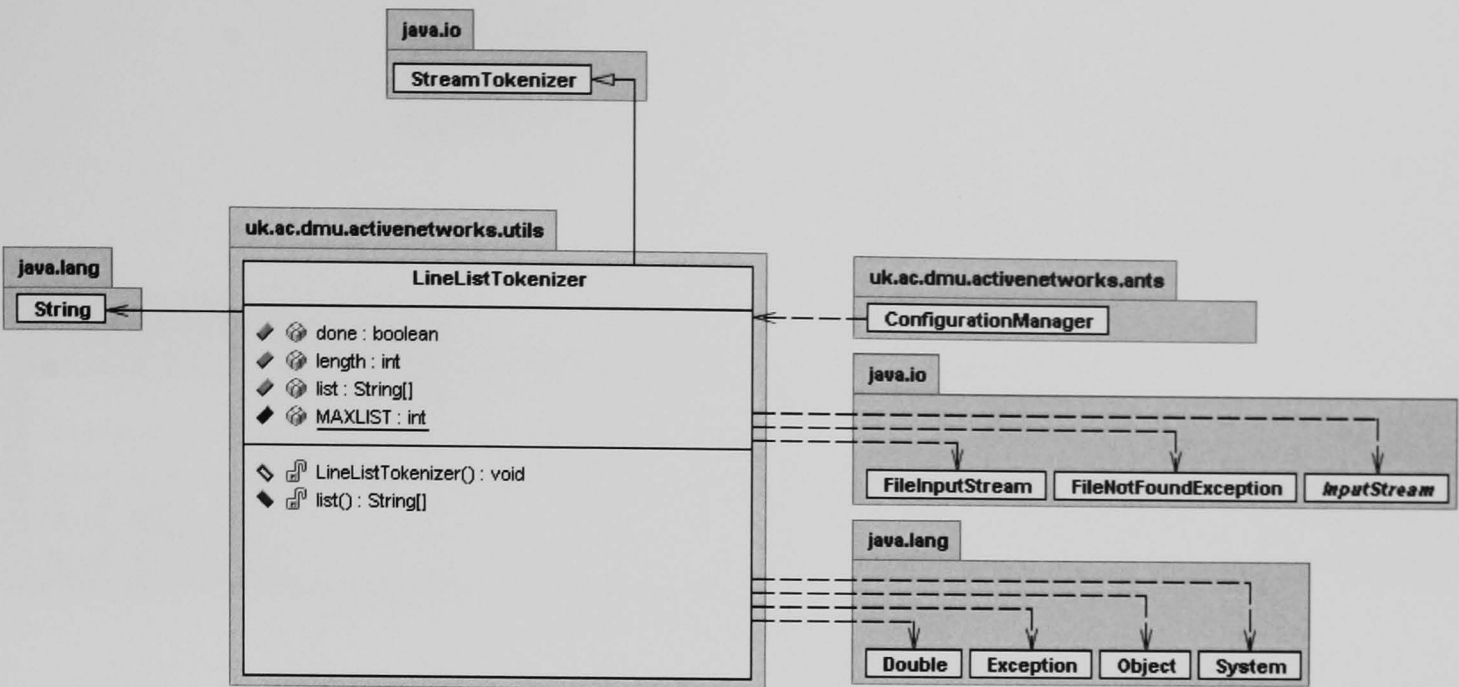 java.io
StreamTokenizer
uk.ac.dmu.activenetworks.utils
LineListTokenizer
done : boolean
length : int
list : String[]
MAXLIST : int
LineListTokenizer() : void
list() : String[]
java.lang
String
uk.ac.dmu.activenetworks.ants
ConfigurationManager
java.io
FileInputStream
FileNotFoundException
InputStream
java.lang
Double
Exception
Object
System